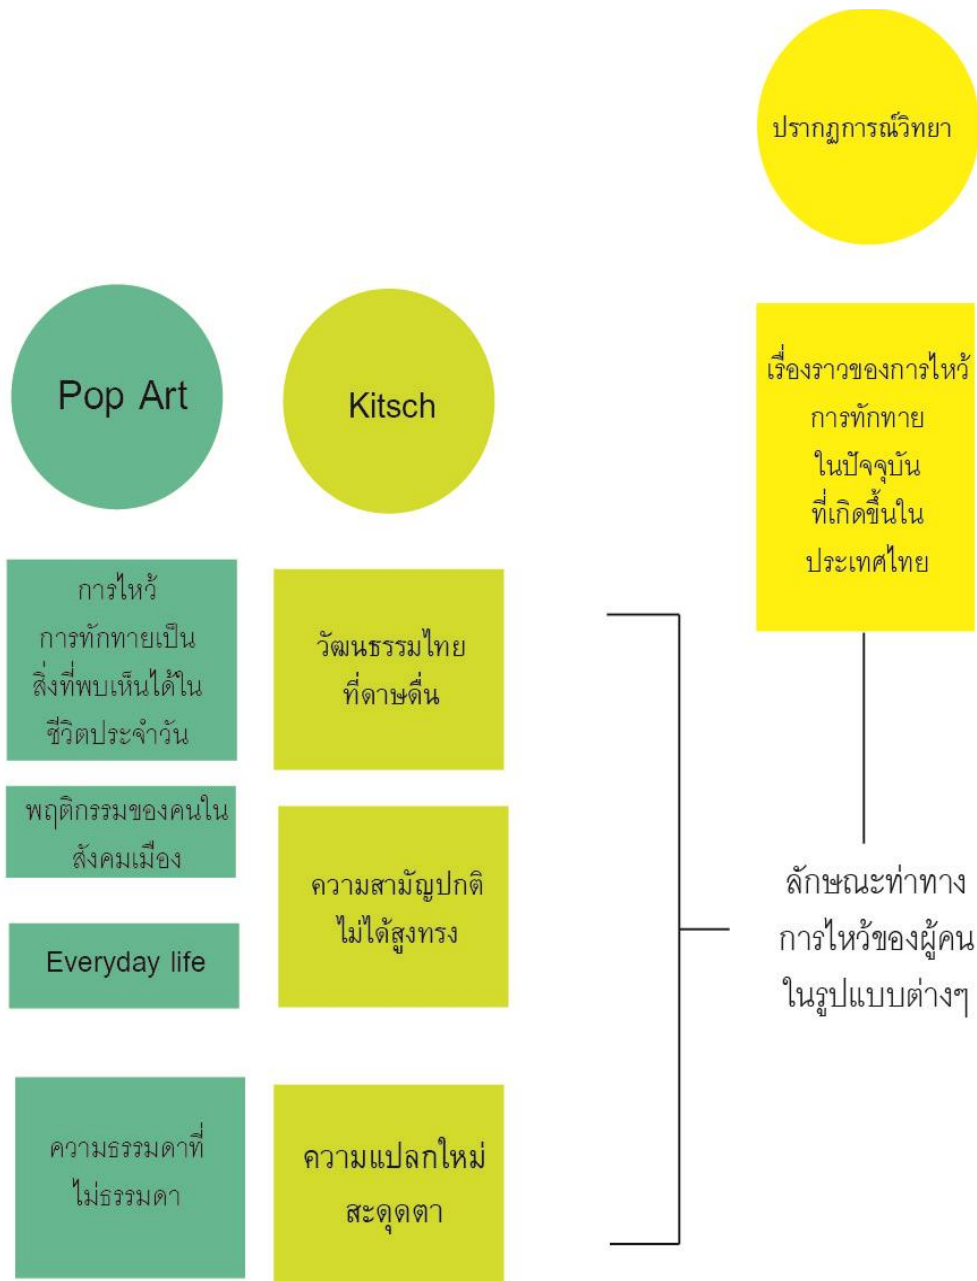 ปรากฏการณ์วิทยา
เรื่องราวของการไหว้
การทักทาย
ในปัจจุบัน
ที่เกิดขึ้นใน
ประเทศไทย
Pop Art
Kitsch
การไหว้
การทักทายเป็น
สิ่งที่พบเห็นได้ใน
ชีวิตประจำวัน
พฤติกรรมของคนใน
สังคมเมือง
Everyday life
ความธรรมดาที่
ไม่ธรรมดา
วัฒนธรรมไทย
ที่ดาษดื่น
ความสามัญปกติ
ไม่ได้สูงทรง
ความแปลกใหม่
สะดุดตา
ลักษณะท่าทาง
การไหว้ของผู้คน
ในรูปแบบต่างๆ